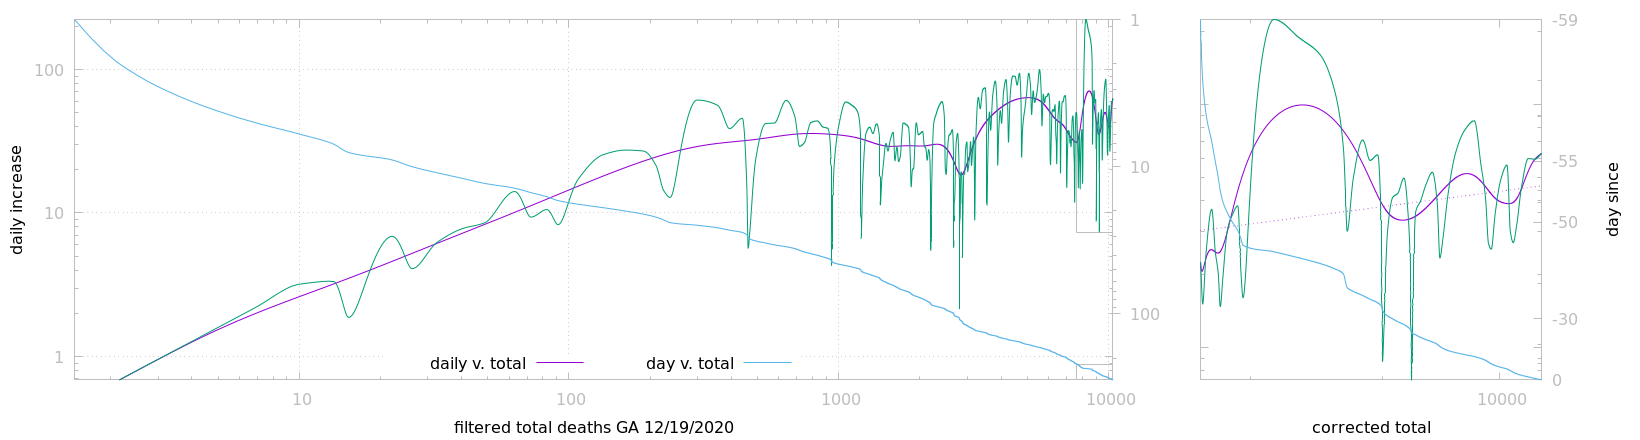 100
10
1
daily increase
daily v. total
day v. total
10
100
1000
10000
filtered total deaths GA 12/19/2020
1
10
100
-59
-55
-50
-30
0
day since
10000
corrected total